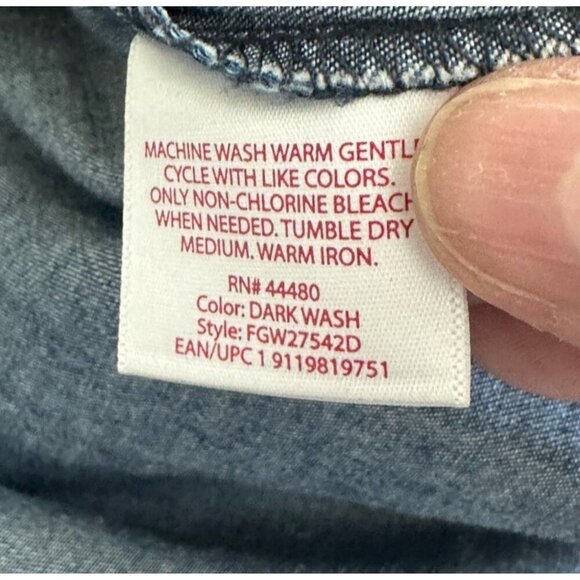 MACHINE WASH WARM GENTL
CYCLE WITH LIKE COLORS.
ONLY NON-CHLORINE BLEACH
WHEN NEEDED. TUMBLE DRY
MEDIUM. WARM IRON.
RN# 44480
Color: DARK WASH
Style: FGW27542D
EAN/UPC 1 9119819751